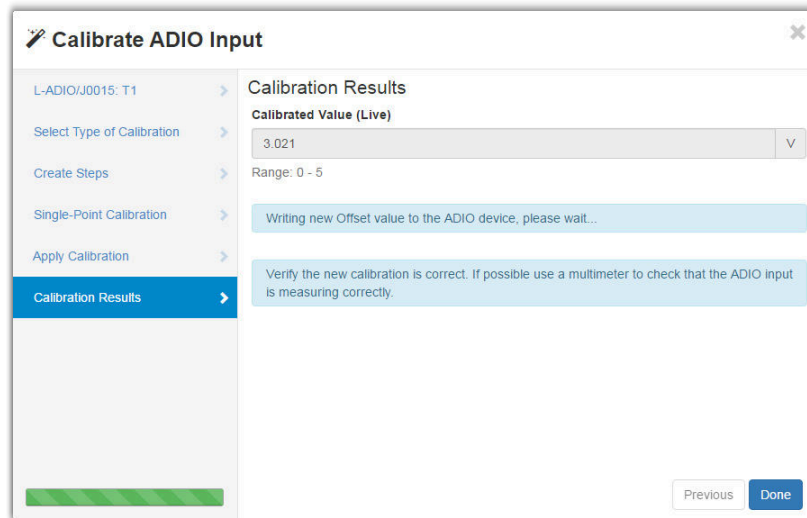 Calibrate ADIO Input
L-ADIO/J0015: T1
Select Type of Calibration
Create Steps
Single-Point Calibration
Apply Calibration
Calibration Results
Calibration Results
Calibrated Value (Live)
3.021 V
Range: 0 - 5
Writing new Offset value to the ADIO device, please wait...
Verify the new calibration is correct. If possible use a multimeter to check that the ADIO input
is measuring correctly.
Previous Done